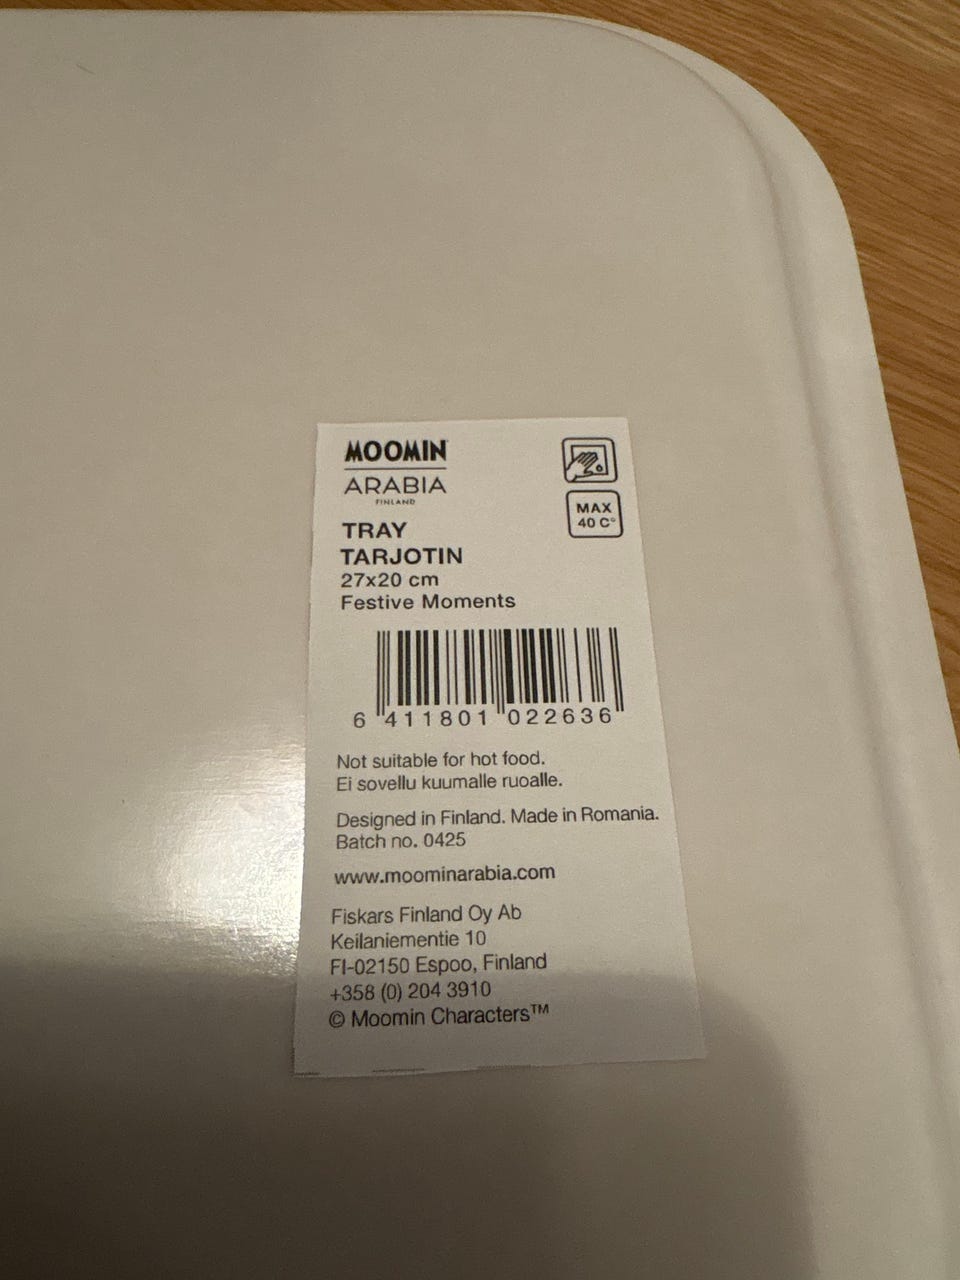 MOOMIN
ARABIA
FINLAND
TRAY
TARJOTIN
27x20 cm
Festive Moments
MAX
40 C°
6 411801 022636
Not suitable for hot food.
Ei sovellu kuumalle ruoalle.
Designed in Finland. Made in Romania.
Batch no. 0425
www.moominarabia.com
Fiskars Finland Oy Ab
Keilaniementie 10
FI-02150 Espoo, Finland
+358 (0) 204 3910
© Moomin Characters™